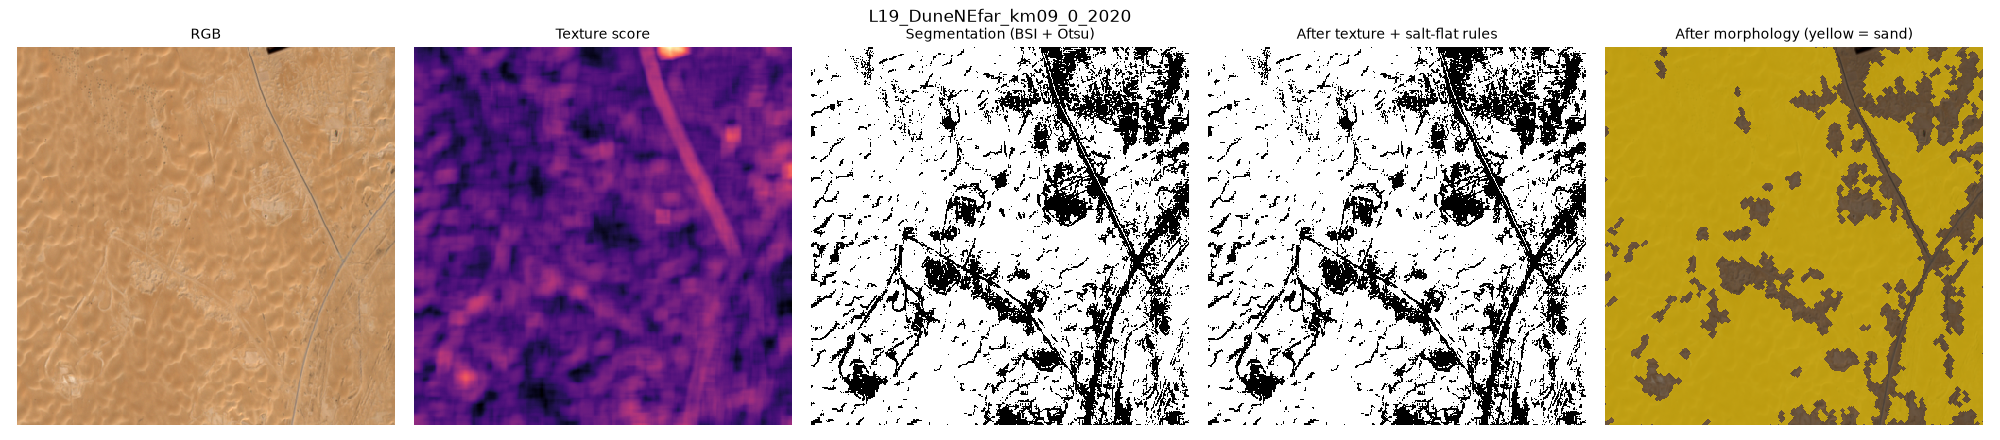 L19_DuneNEfar_km09_0_2020
RGB
Texture score
Segmentation (BSI + Otsu)
After texture + salt-flat rules
After morphology (yellow = sand)